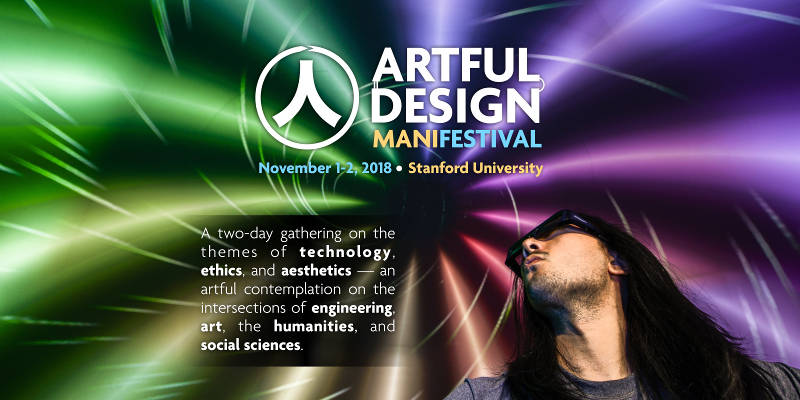 ARTFUL
DESIGN
MANIFESTIVAL
November 1-2, 2018 • Stanford University
A two-day gathering on the
themes of technology,
ethics, and aesthetics — an
artful contemplation on the
intersections of engineering,
art, the humanities, and
social sciences.